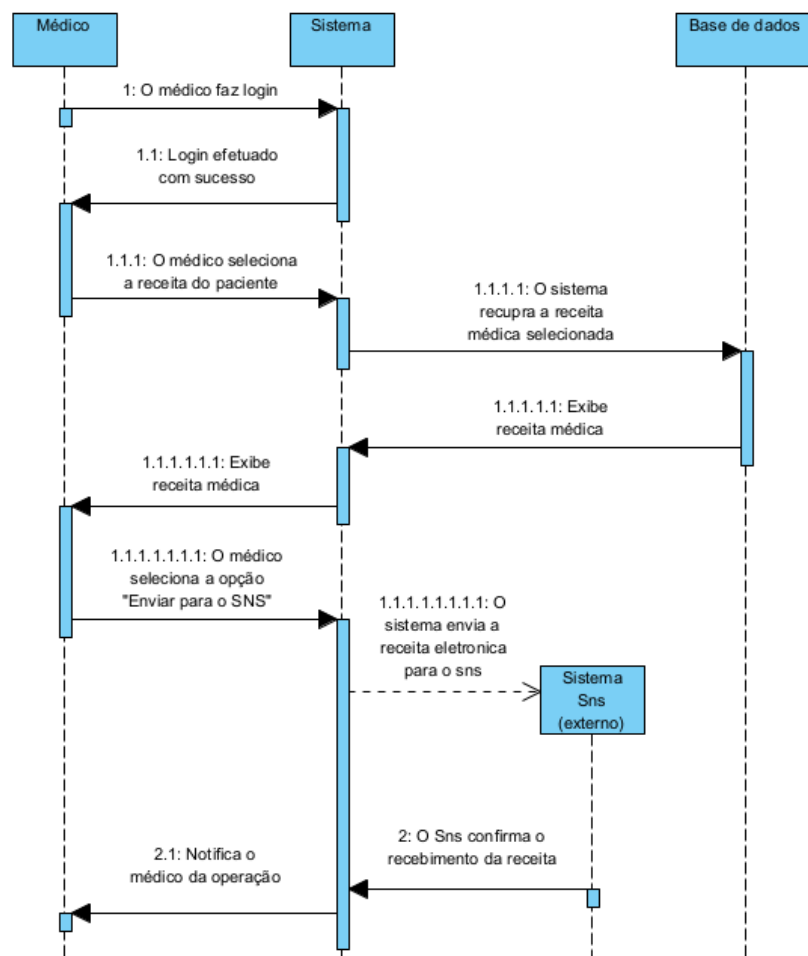 Médico
Sistema
Base de dados
1: O médico faz login
1.1: Login efetuado
com sucesso
1.1.1: O médico seleciona
a receita do paciente
1.1.1.1: O sistema
recupra a receita
médica selecionada
1.1.1.1.1: Exibe
receita médica
1.1.1.1.1.1: Exibe
receita médica
1.1.1.1.1.1.1: O médico
seleciona a opção
"Enviar para o SNS"
1.1.1.1.1.1.1.1: O
sistema envia a
receita eletronica
para o sns
Sistema
Sns
(externo)
2: O Sns confirma o
recebimento da receita
2.1: Notifica o
médico da operação